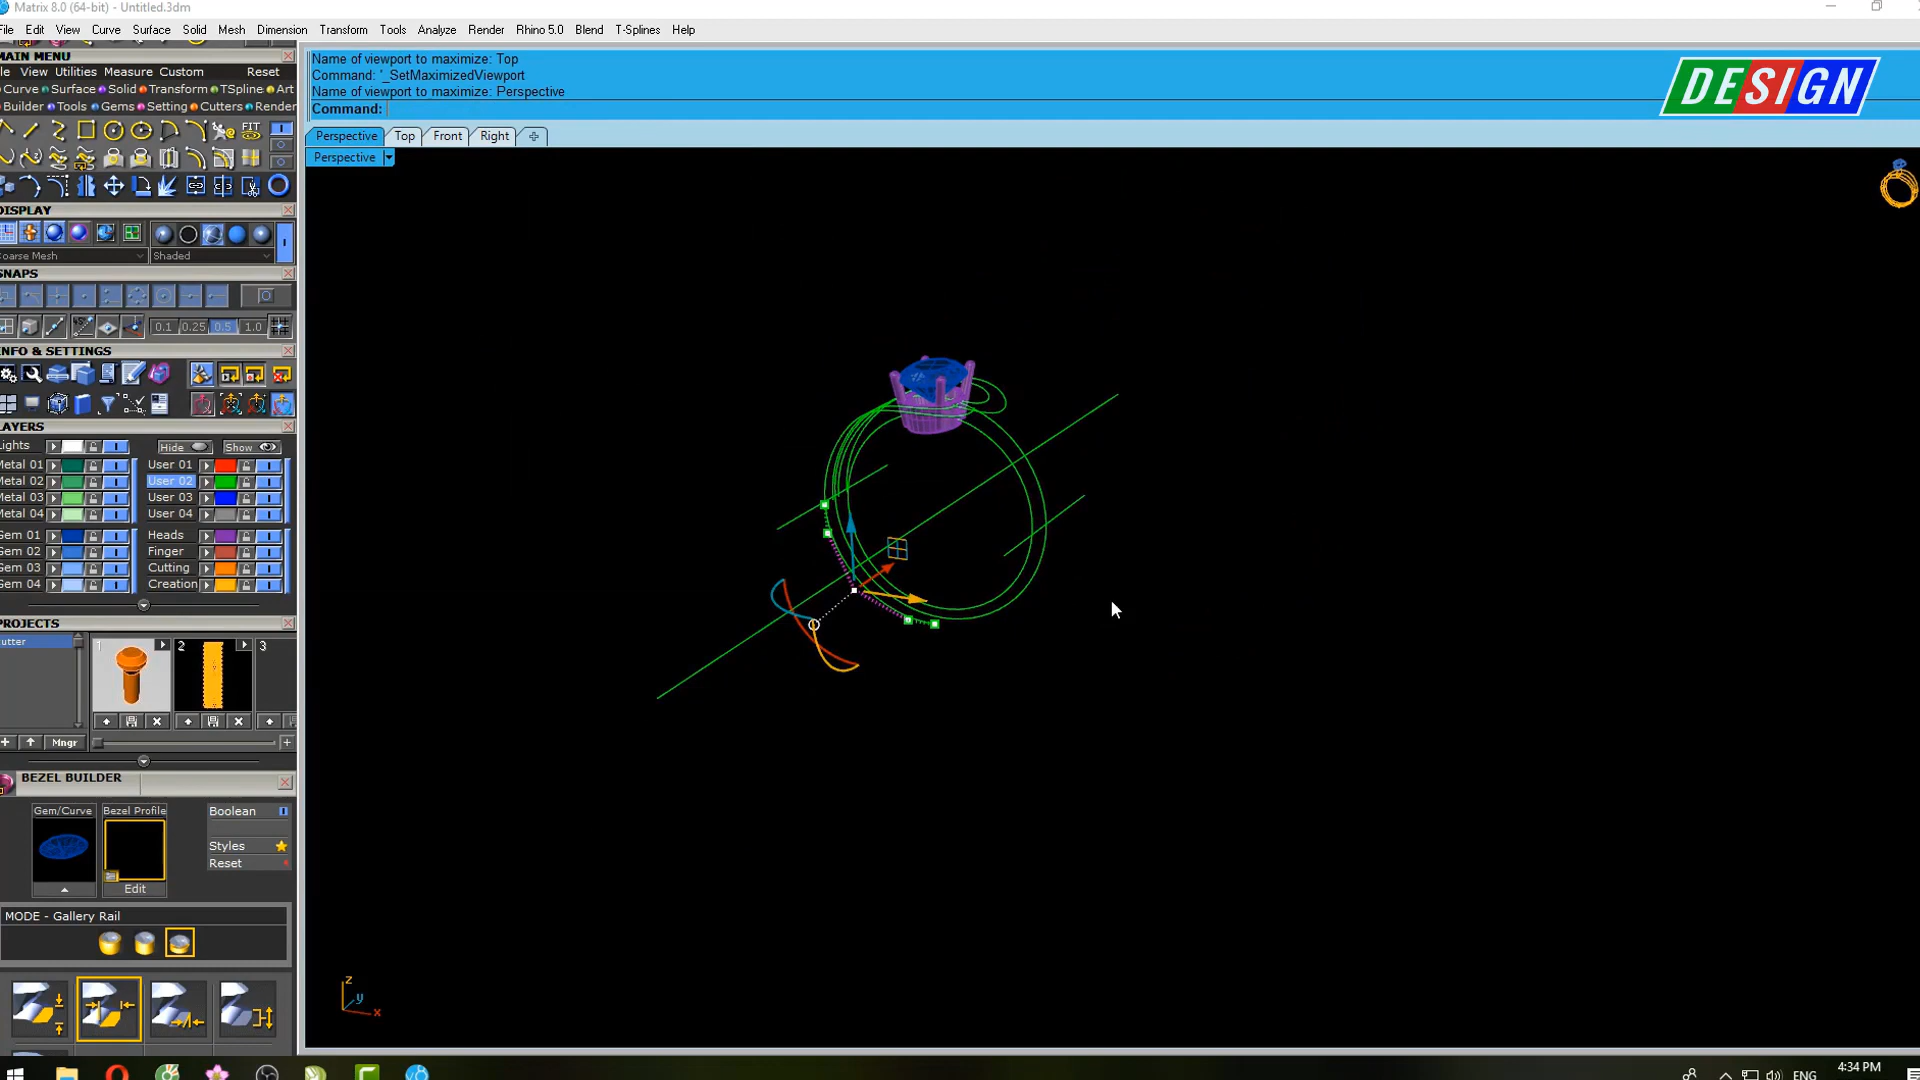 Matrix 8.0 (64-bit) - Untitled.3dm
File Edit View Curve Surface Solid Mesh Dimension Transform Tools Analyze Render Rhino 5.0 Blend T-Splines Help
MAIN MENU
le View Utilities Measure Custom Reset
Curve Surface Solid Transform TSpline Art
Builder Tools Gems Setting Cutters Render
FIT
DISPLAY
Coarse Mesh Shaded
SNAPS
0.1 0.25 0.5 1.0
INFO & SETTINGS
LAYERS
Lights Hide Show
Metal 01 User 01
Metal 02 User 02
Metal 03 User 03
Metal 04 User 04
Gem 01 Heads
Gem 02 Finger
Gem 03 Cutting
Gem 04 Creation
PROJECTS
utter 1 2 3
Mngr
BEZEL BUILDER
Gem/Curve Bezel Profile Boolean
Styles
Reset
Edit
MODE - Gallery Rail
Name of viewport to maximize: Top
Command: '_SetMaximizedViewport
Name of viewport to maximize: Perspective
Command:
DESIGN
Perspective Top Front Right
Perspective
z
y
x
ENG
4:34 PM